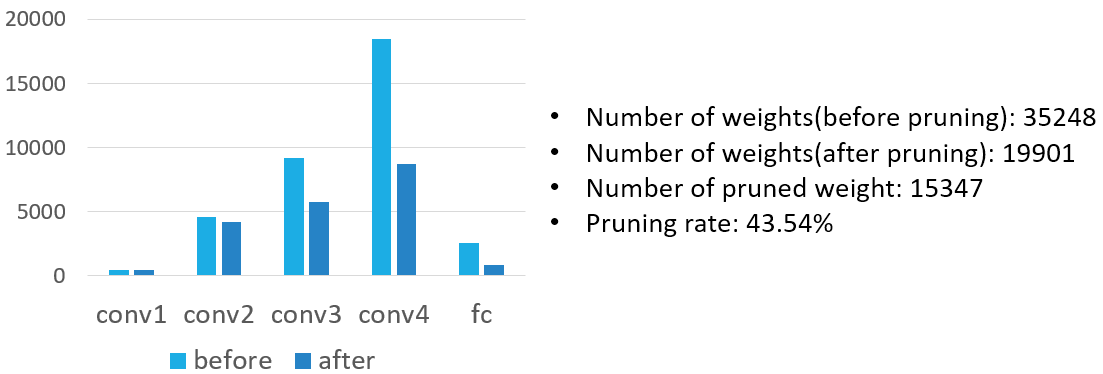 20000
15000
10000
5000
0
conv1 conv2 conv3 conv4 fc
before after
• Number of weights(before pruning): 35248
• Number of weights(after pruning): 19901
• Number of pruned weight: 15347
• Pruning rate: 43.54%